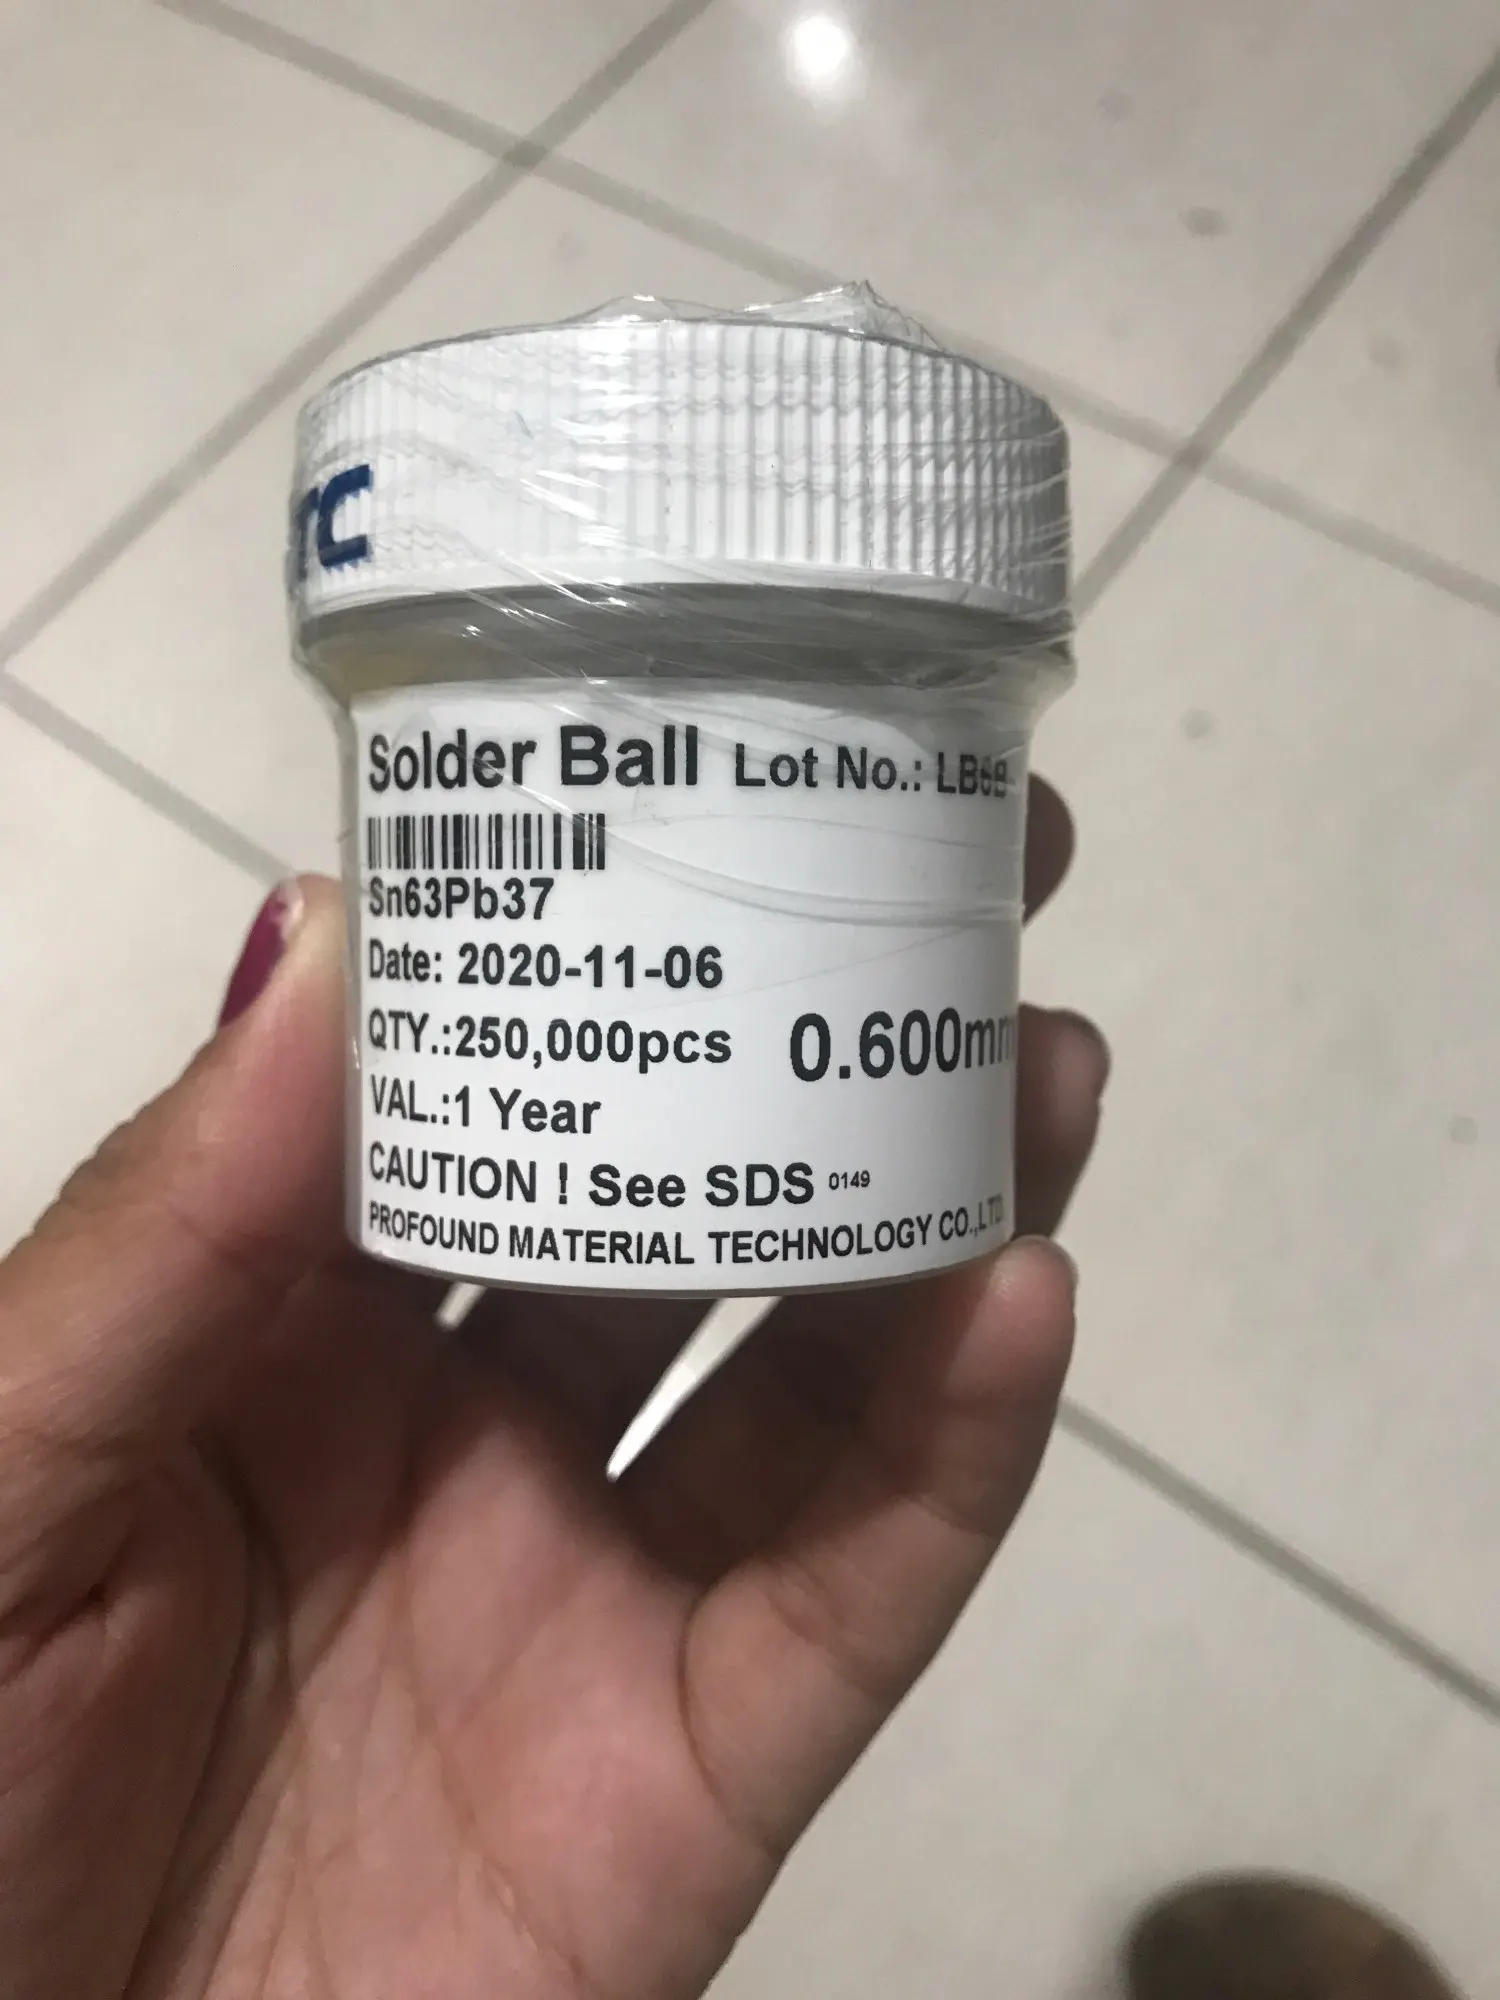 TC
Solder Ball Lot No.: LB6B-
Sn63Pb37
Date: 2020-11-06
QTY.:250,000pcs 0.600mm
VAL.:1 Year
CAUTION ! See SDS 0149
PROFOUND MATERIAL TECHNOLOGY CO.,LTD.